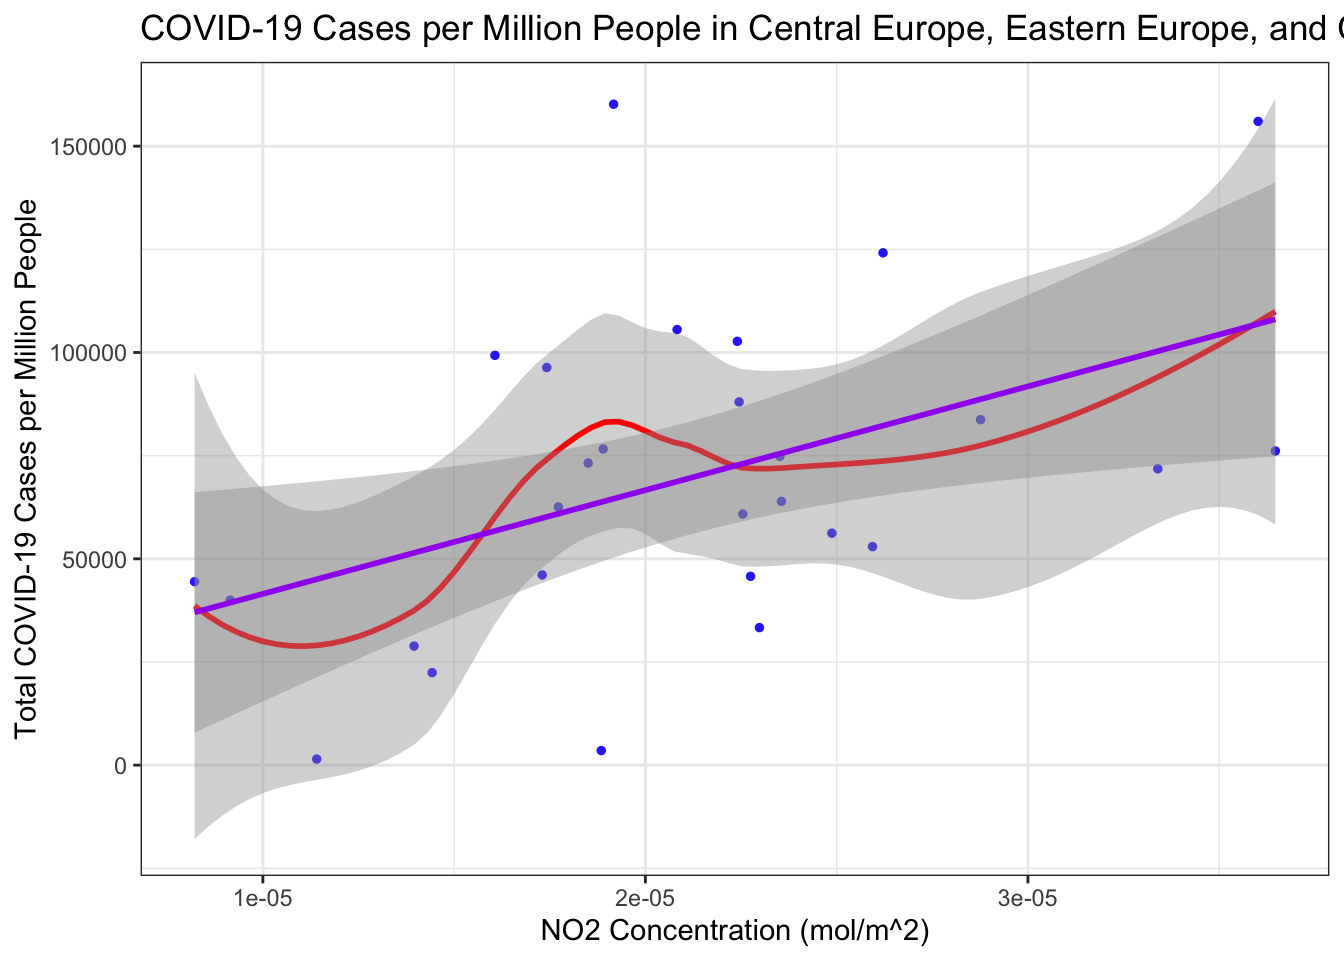 COVID-19 Cases per Million People in Central Europe, Eastern Europe, and
150000
100000
50000
0
Total COVID-19 Cases per Million People
1e-05 2e-05 3e-05
NO2 Concentration (mol/m^2)